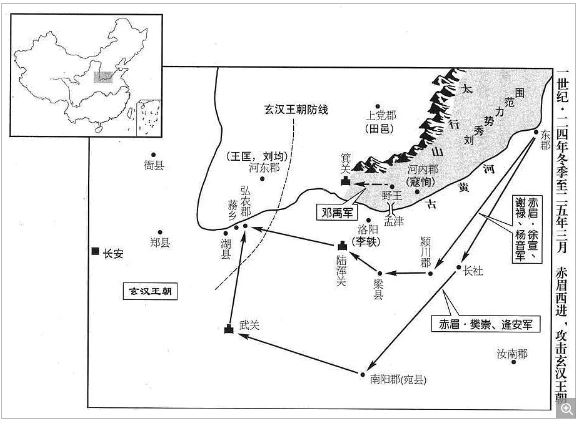 一世纪·二四年冬季至二五年三月 赤眉西进，攻击玄汉王朝
玄汉王朝防线
上党郡
(田邑)
太行山
刘秀势力范围
东郡
(王匡，刘均)
河东郡
箕关
河内郡
(寇恂)
野王
古黄河
衙县
弘农郡
蓩乡
湖县
邓禹军
孟津
洛阳
(李轶)
赤眉·徐宣、
谢禄、杨音军
郑县
长安
陆浑关
颍川郡
长社
梁县
玄汉王朝
武关
赤眉·樊崇、逄安军
南阳郡(宛县)
汝南郡